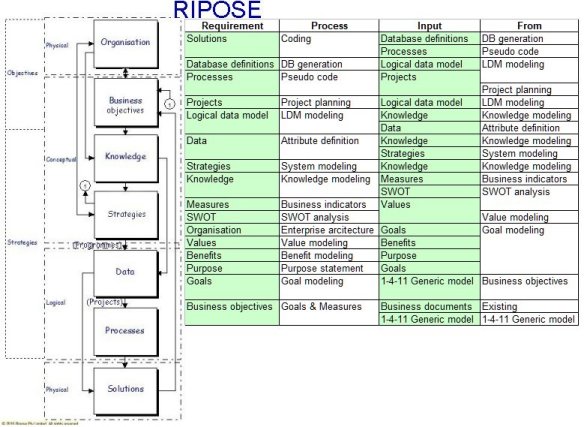 RIPOSE
Requirement Process Input From
Solutions Coding Database definitions DB generation
Processes Pseudo code
Database definitions DB generation Logical data model LDM modeling
Processes Pseudo code Projects
Project planning
Projects Project planning Logical data model LDM modeling
Logical data model LDM modeling Knowledge Knowledge modeling
Data Attribute definition
Data Attribute definition Knowledge Knowledge modeling
Strategies System modeling
Strategies System modeling Knowledge Knowledge modeling
Knowledge Knowledge modeling Measures Business indicators
SWOT SWOT analysis
Measures Business indicators Values
SWOT SWOT analysis Value modeling
Organisation Enterprise arcitecture Goals Goal modeling
Values Value modeling Benefits
Benefits Benefit modeling Purpose
Purpose Purpose statement Goals
Goals Goal modeling 1-4-11 Generic model Business objectives
Business objectives Goals & Measures Business documents Existing
1-4-11 Generic model 1-4-11 Generic model
Objectives
Strategies
Physical
Conceptual
Logical
Physical
Organisation
Business
objectives
Knowledge
Strategies
(Programmes)
Data
(Projects)
Processes
Solutions